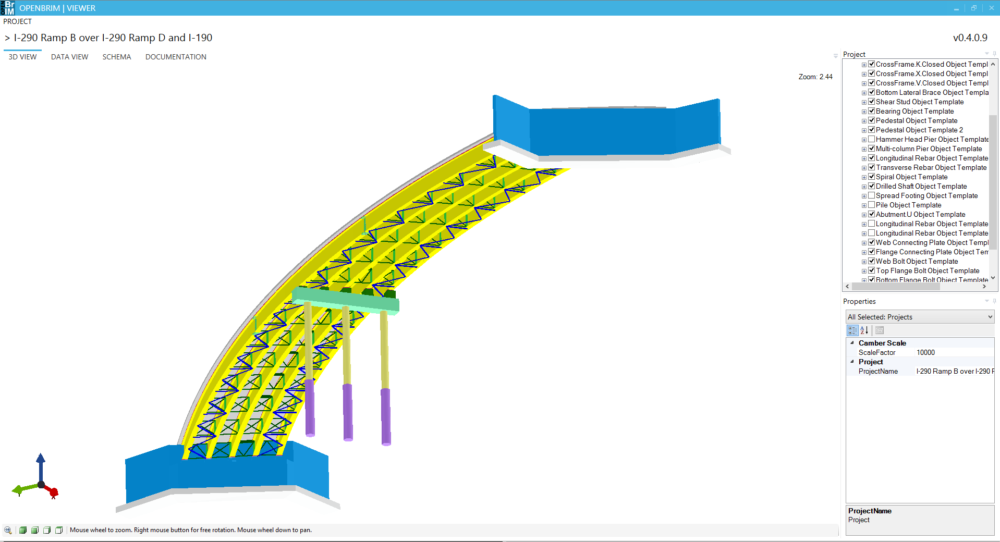 OPEN BrIM
OPENBRIM | VIEWER
PROJECT
> I-290 Ramp B over I-290 Ramp D and I-190
v0.4.0.9
3D VIEW DATA VIEW SCHEMA DOCUMENTATION
Zoom: 2.44
Project
CrossFrame.K.Closed Object Templ
CrossFrame.X.Closed Object Templ
CrossFrame.V.Closed Object Templ
Bottom Lateral Brace Object Templa
Shear Stud Object Template
Bearing Object Template
Pedestal Object Template
Pedestal Object Template 2
Hammer Head Pier Object Template
Multi-column Pier Object Template
Longitudinal Rebar Object Template
Transverse Rebar Object Template
Spiral Object Template
Drilled Shaft Object Template
Spread Footing Object Template
Pile Object Template
Abutment.U Object Template
Longitudinal Rebar Object Template
Longitudinal Rebar Object Template
Web Connecting Plate Object Templ
Flange Connecting Plate Object Tem
Web Bolt Object Template
Top Flange Bolt Object Template
Bottom Flange Bolt Object Template
Properties
All Selected: Projects
Camber Scale
ScaleFactor 10000
Project
ProjectName I-290 Ramp B over I-290 R
ProjectName
Project
Mouse wheel to zoom. Right mouse button for free rotation. Mouse wheel down to pan.